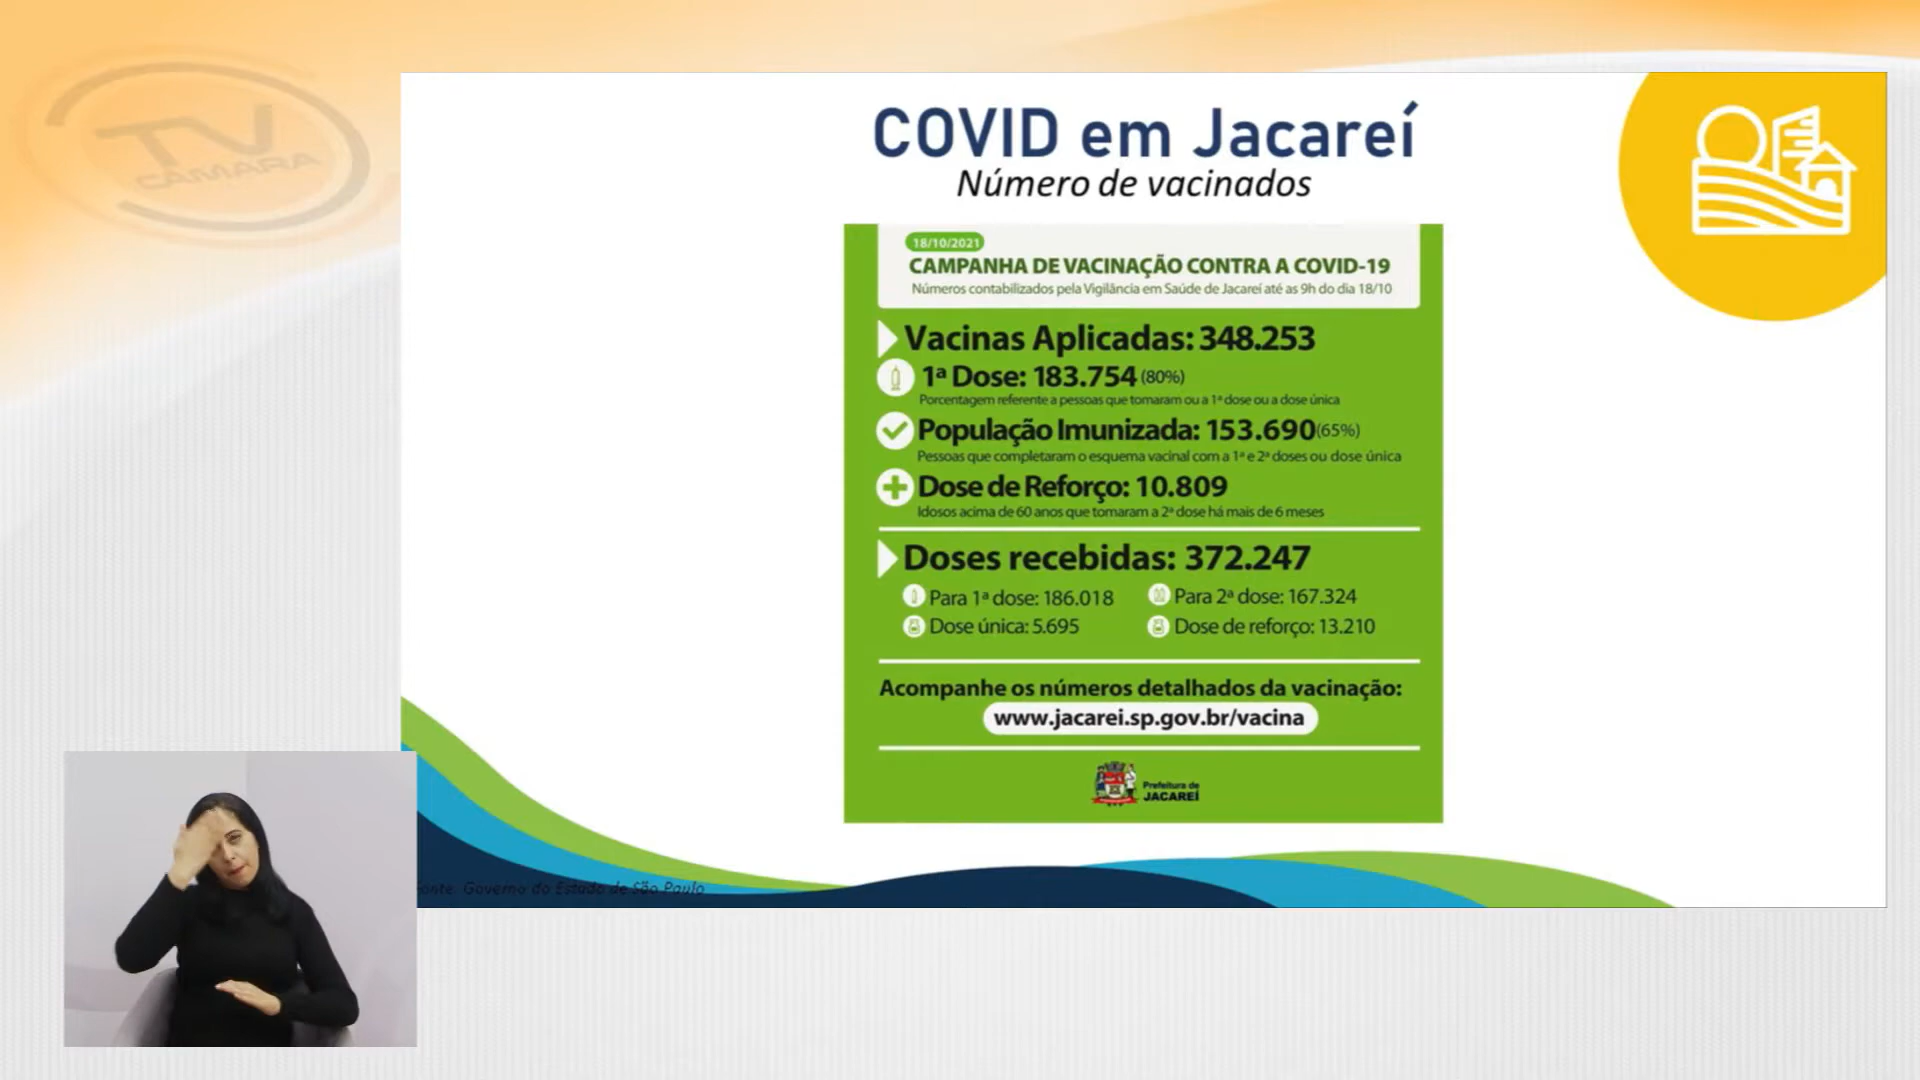 TV
CAMARA
COVID em Jacareí
Número de vacinados
18/10/2021
CAMPANHA DE VACINAÇÃO CONTRA A COVID-19
Números contabilizados pela Vigilância em Saúde de Jacareí até as 9h do dia 18/10
Vacinas Aplicadas: 348.253
1ª Dose: 183.754 (80%)
Porcentagem referente a pessoas que tomaram ou a 1ª dose ou a dose única
População Imunizada: 153.690 (65%)
Pessoas que completaram o esquema vacinal com a 1ª e 2ª doses ou dose única
Dose de Reforço: 10.809
Idosos acima de 60 anos que tomaram a 2ª dose há mais de 6 meses
Doses recebidas: 372.247
Para 1ª dose: 186.018
Para 2ª dose: 167.324
Dose única: 5.695
Dose de reforço: 13.210
Acompanhe os números detalhados da vacinação:
www.jacarei.sp.gov.br/vacina
Prefeitura de
JACAREÍ
onte: Governo do Estado de São Paulo